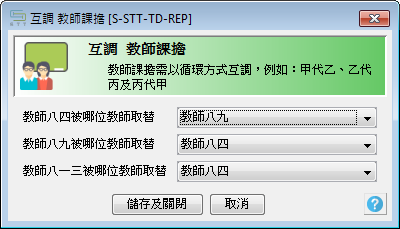 互調 教師課擔 [S-STT-TD-REP]
STT
互調 教師課擔
教師課擔需以循環方式互調，例如：甲代乙、乙代
丙及丙代甲
教師八四被哪位教師取替 教師八九
教師八九被哪位教師取替 教師八四
教師八一三被哪位教師取替 教師八四
儲存及關閉 取消
?